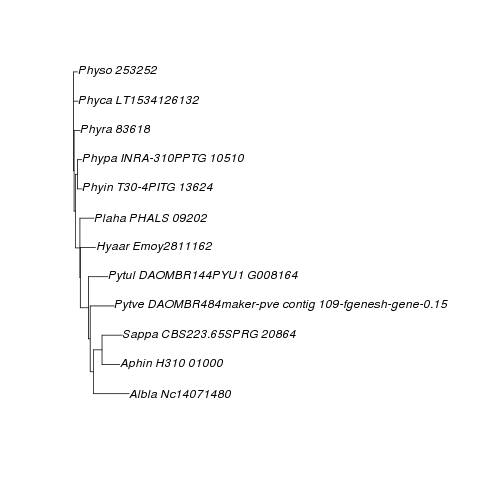 Physo 253252
Phyca LT1534126132
Phyra 83618
Phypa INRA-310PPTG 10510
Phyin T30-4PITG 13624
Plaha PHALS 09202
Hyaar Emoy2811162
Pytul DAOMBR144PYU1 G008164
Pytve DAOMBR484maker-pve contig 109-fgenesh-gene-0.15
Sappa CBS223.65SPRG 20864
Aphin H310 01000
Albla Nc14071480